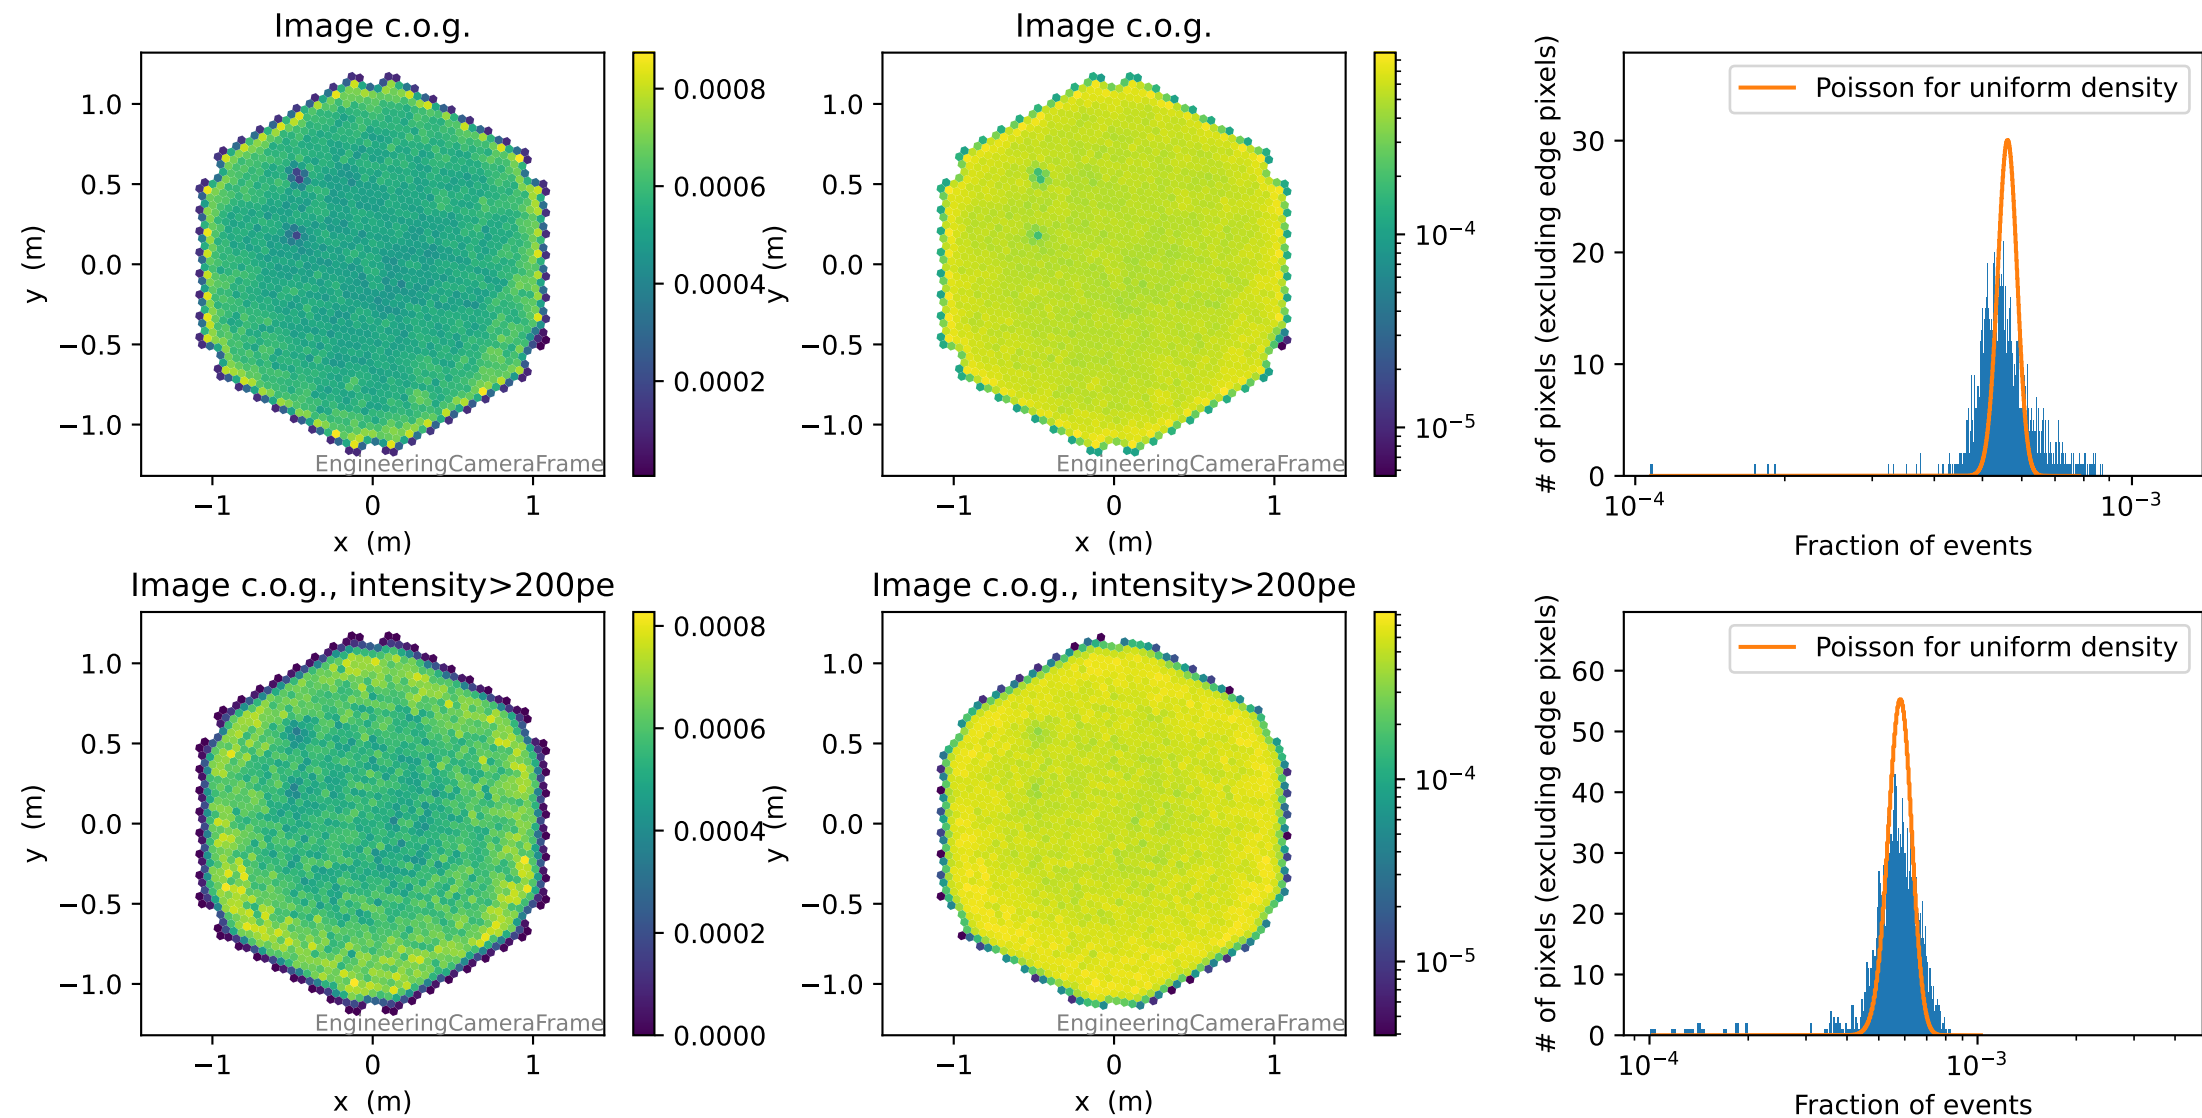 Image c.o.g.
1.0
0.5
0.0
−0.5
−1.0
y (m)
−1
0
1
x (m)
EngineeringCameraFrame
0.0008
0.0006
0.0004
0.0002
Image c.o.g.
1.0
0.5
0.0
−0.5
−1.0
y (m)
−1
0
1
x (m)
EngineeringCameraFrame
10⁻⁴
10⁻⁵
Poisson for uniform density
# of pixels (excluding edge pixels)
30
20
10
0
10⁻⁴
10⁻³
Fraction of events
Image c.o.g., intensity>200pe
1.0
0.5
0.0
−0.5
−1.0
y (m)
−1
0
1
x (m)
EngineeringCameraFrame
0.0008
0.0006
0.0004
0.0002
0.0000
Image c.o.g., intensity>200pe
1.0
0.5
0.0
−0.5
−1.0
y (m)
−1
0
1
x (m)
EngineeringCameraFrame
10⁻⁴
10⁻⁵
Poisson for uniform density
# of pixels (excluding edge pixels)
60
50
40
30
20
10
0
10⁻⁴
10⁻³
Fraction of events